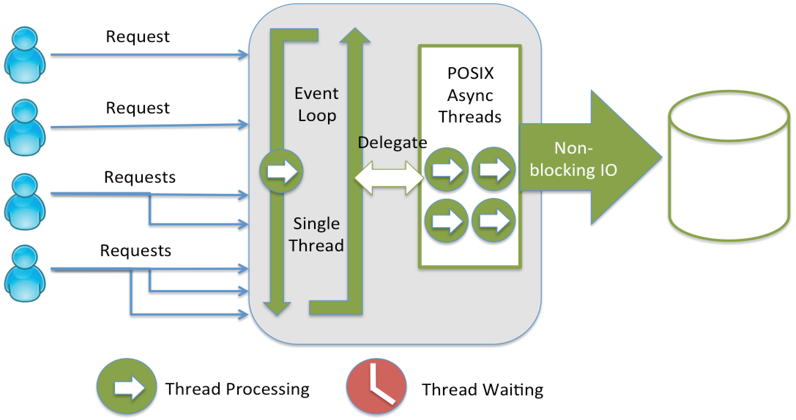 Request
Request
Requests
Requests
Event
Loop
Single
Thread
Delegate
POSIX
Async
Threads
Non-
blocking IO
Thread Processing
Thread Waiting